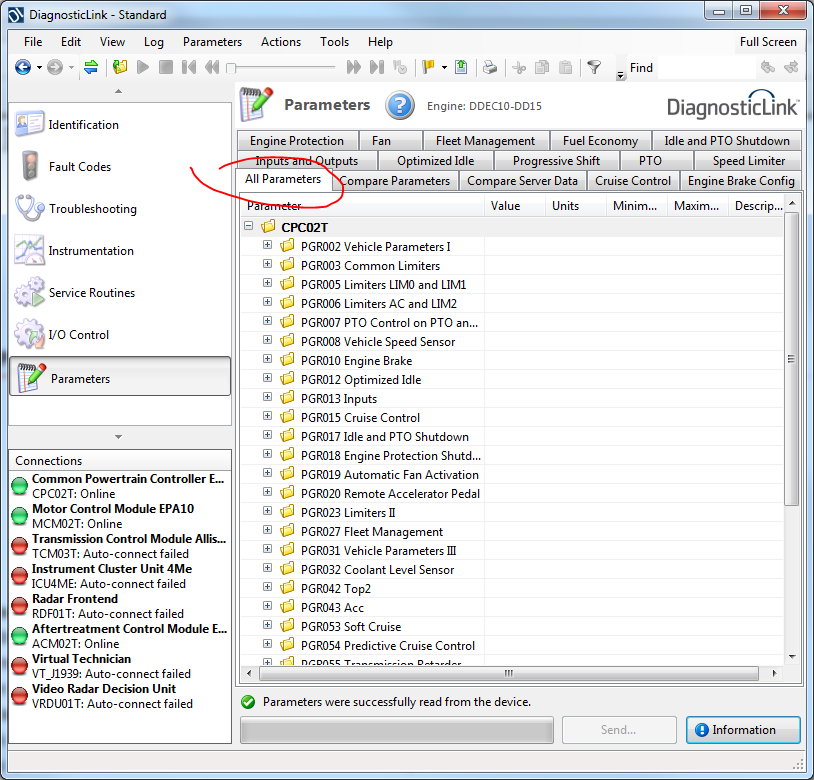 DiagnosticLink - Standard
File Edit View Log Parameters Actions Tools Help Full Screen
Find
Identification
Fault Codes
Troubleshooting
Instrumentation
Service Routines
I/O Control
Parameters
Connections
Common Powertrain Controller E...
CPC02T: Online
Motor Control Module EPA10
MCM02T: Online
Transmission Control Module Allis...
TCM03T: Auto-connect failed
Instrument Cluster Unit 4Me
ICU4ME: Auto-connect failed
Radar Frontend
RDF01T: Auto-connect failed
Aftertreatment Control Module E...
ACM02T: Online
Virtual Technician
VT_J1939: Auto-connect failed
Video Radar Decision Unit
VRDU01T: Auto-connect failed
Parameters ? Engine: DDEC10-DD15 DiagnosticLink™
Engine Protection Fan Fleet Management Fuel Economy Idle and PTO Shutdown
Inputs and Outputs Optimized Idle Progressive Shift PTO Speed Limiter
All Parameters Compare Parameters Compare Server Data Cruise Control Engine Brake Config
Parameter Value Units Minim... Maxim... Descrip...
CPC02T
PGR002 Vehicle Parameters I
PGR003 Common Limiters
PGR005 Limiters LIM0 and LIM1
PGR006 Limiters AC and LIM2
PGR007 PTO Control on PTO an...
PGR008 Vehicle Speed Sensor
PGR010 Engine Brake
PGR012 Optimized Idle
PGR013 Inputs
PGR015 Cruise Control
PGR017 Idle and PTO Shutdown
PGR018 Engine Protection Shutd...
PGR019 Automatic Fan Activation
PGR020 Remote Accelerator Pedal
PGR023 Limiters II
PGR027 Fleet Management
PGR031 Vehicle Parameters III
PGR032 Coolant Level Sensor
PGR042 Top2
PGR043 Acc
PGR053 Soft Cruise
PGR054 Predictive Cruise Control
PGR055 Transmission Retarder
Parameters were successfully read from the device.
Send... Information